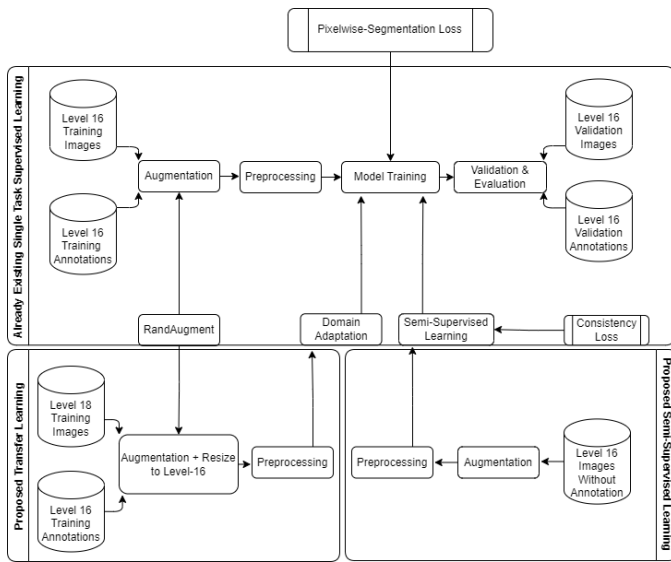 Pixelwise-Segmentation Loss
Already Existing Single Task Supervised Learning
Level 16
Training
Images
Level 16
Training
Annotations
Augmentation
Preprocessing
Model Training
Validation &
Evaluation
Level 16
Validation
Images
Level 16
Validation
Annotations
RandAugment
Domain
Adaptation
Semi-Supervised
Learning
Consistency
Loss
Proposed Transfer Learning
Level 18
Training
Images
Level 16
Training
Annotations
Augmentation + Resize
to Level-16
Preprocessing
Preprocessing
Augmentation
Level 16
Images
Without
Annotation
Proposed Semi-Supervised Learning